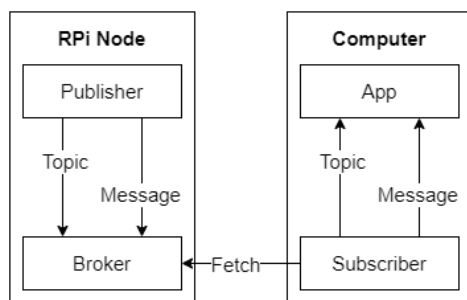 RPi Node
Publisher
Topic
Message
Broker
Fetch
Computer
App
Topic
Message
Subscriber